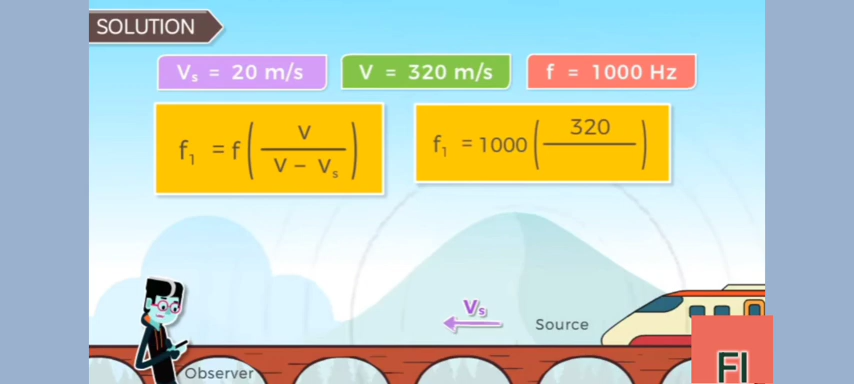 SOLUTION
Vs = 20 m/s
V = 320 m/s
f = 1000 Hz
f1 = f ( V / V − Vs )
f1 = 1000 ( 320 / )
Vs
Source
Observer
FI